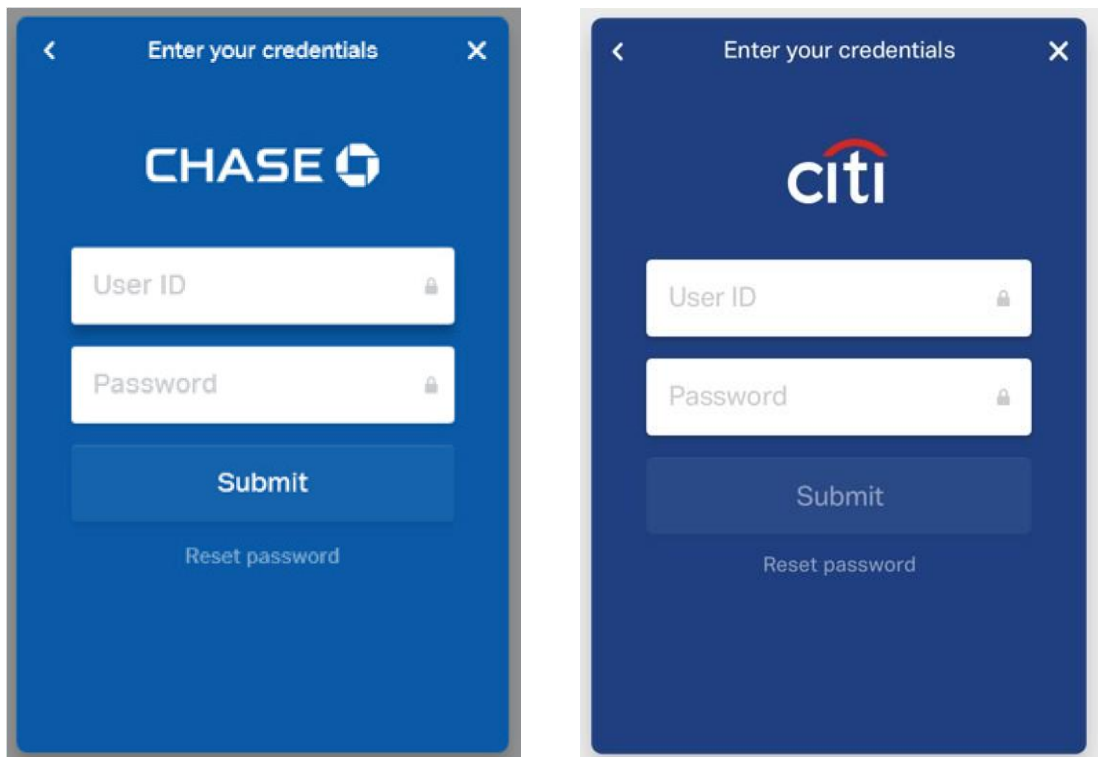 Enter your credentials
CHASE
User ID
Password
Submit
Reset password
Enter your credentials
citi
User ID
Password
Submit
Reset password